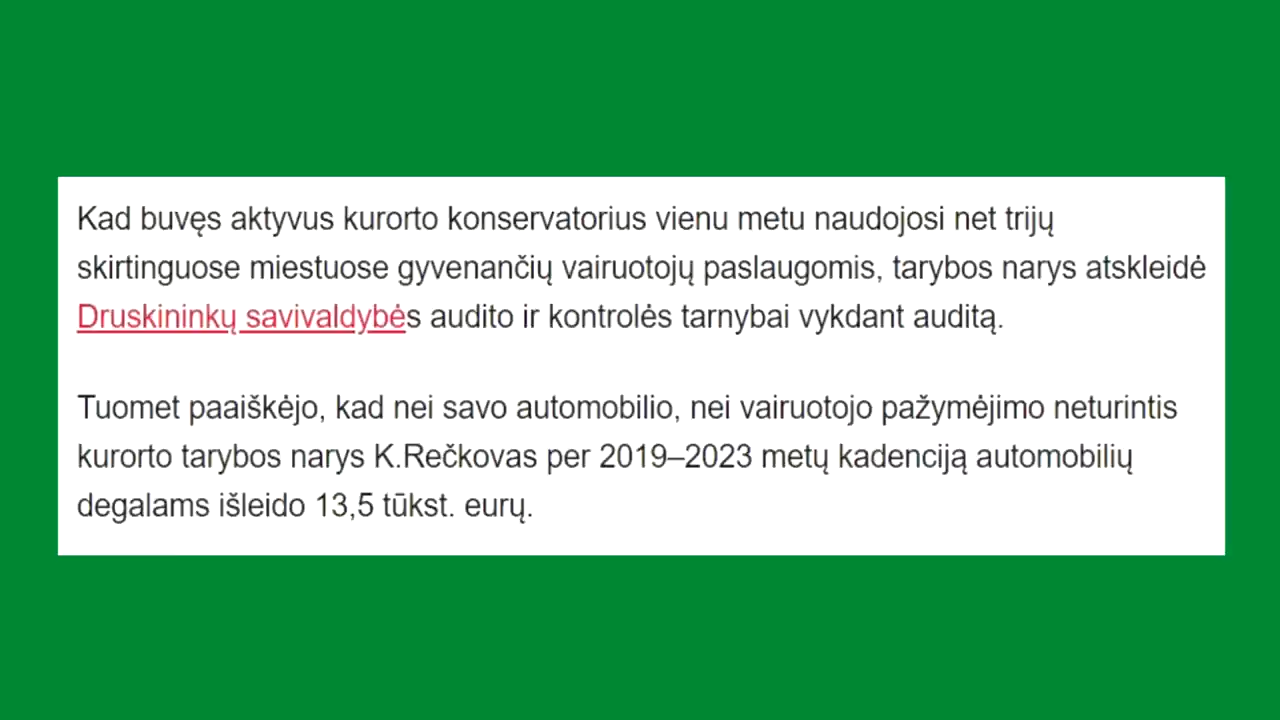 Kad buvęs aktyvus kurorto konservatorius vienu metu naudojosi net trijų
skirtinguose miestuose gyvenančių vairuotojų paslaugomis, tarybos narys atskleidė
Druskininkų savivaldybės audito ir kontrolės tarnybai vykdant auditą.
Tuomet paaiškėjo, kad nei savo automobilio, nei vairuotojo pažymėjimo neturintis
kurorto tarybos narys K.Rečkovas per 2019–2023 metų kadenciją automobilių
degalams išleido 13,5 tūkst. eurų.